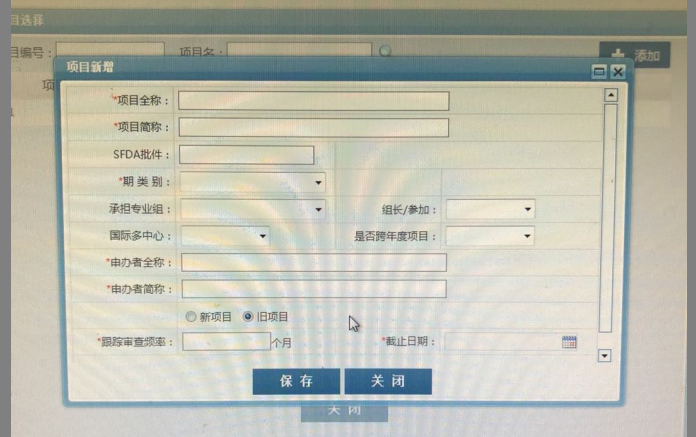 目选择
目编号：
项目名：
添加
项
项目新增
*项目全称：
*项目简称：
SFDA批件：
*期 类 别：
承担专业组：
组长/参加：
国际多中心：
是否跨年度项目：
*申办者全称：
*申办者简称：
新项目 旧项目
*跟踪审查频率： 个月 *截止日期：
保 存 关 闭
关 闭